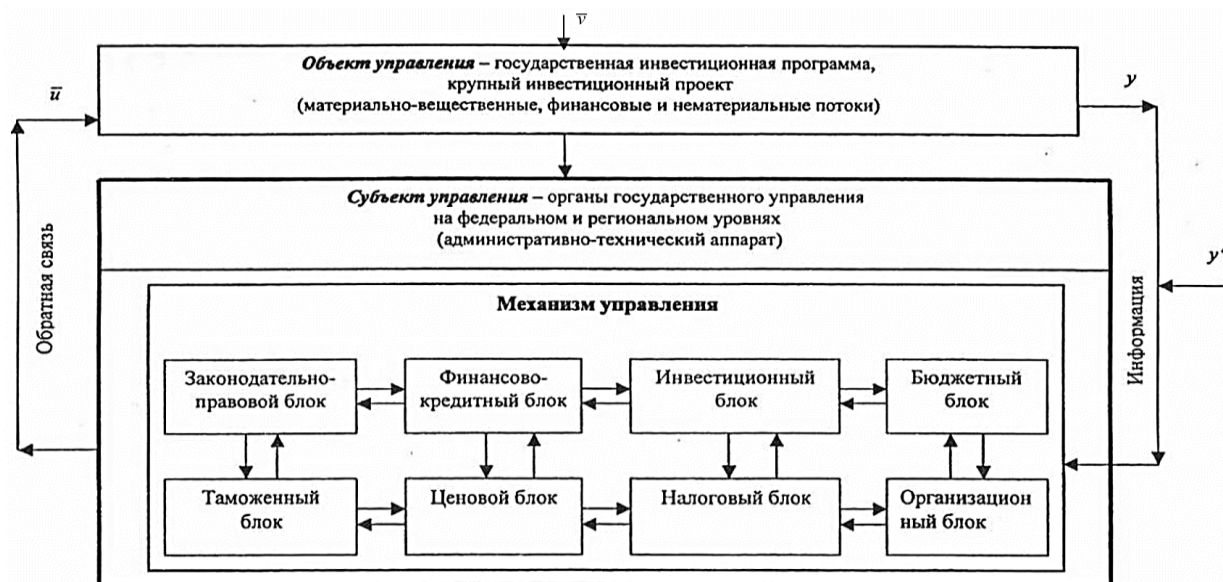 v̅
Объект управления – государственная инвестиционная программа,
крупный инвестиционный проект
(материально-вещественные, финансовые и нематериальные потоки)
u̅
y
Субъект управления – органы государственного управления
на федеральном и региональном уровнях
(административно-технический аппарат)
Обратная связь
Информация
y'
Механизм управления
Законодательно-
правовой блок
Финансово-
кредитный блок
Инвестиционный
блок
Бюджетный
блок
Таможенный
блок
Ценовой блок
Налоговый блок
Организацион
ный блок